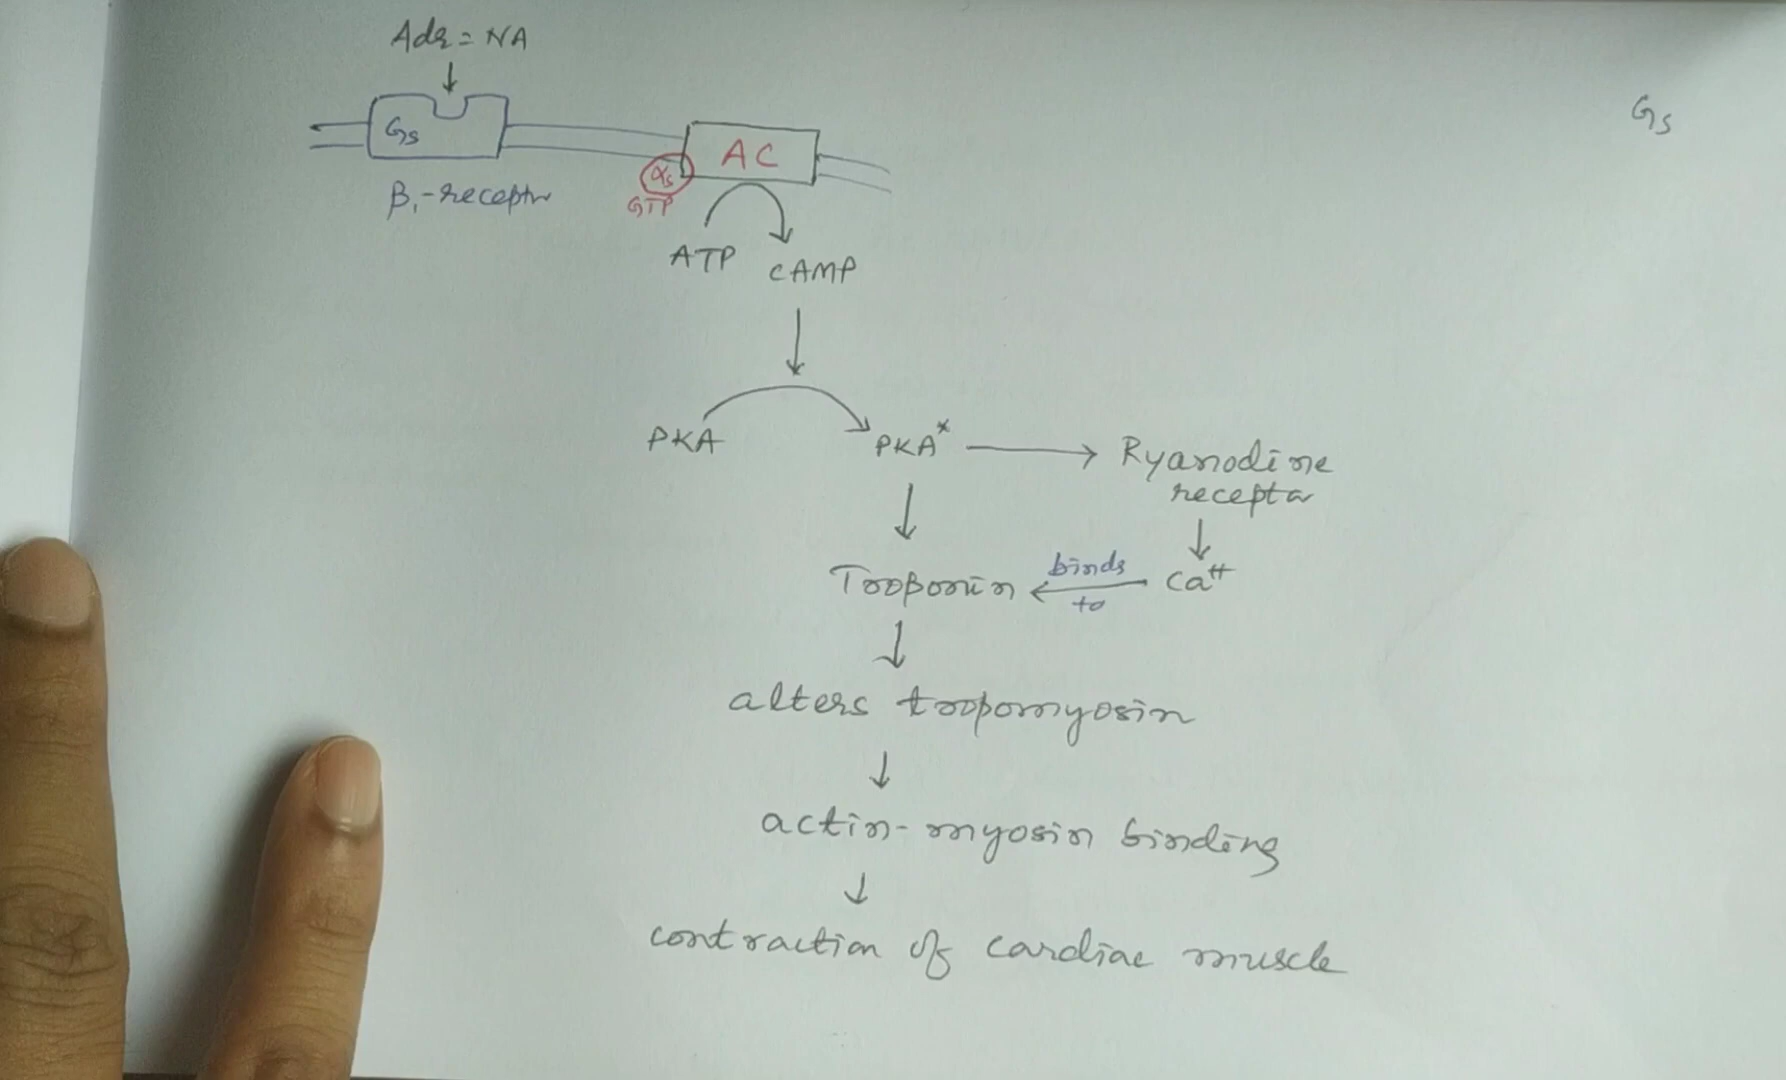 Adr = NA
Gs
Gs
AC
αs
GTP
β1-receptor
ATP
cAMP
PKA
PKA*
Ryanodine
receptor
Troponin
binds
to
Ca++
alters tropomyosin
actin-myosin binding
contraction of cardiac muscle